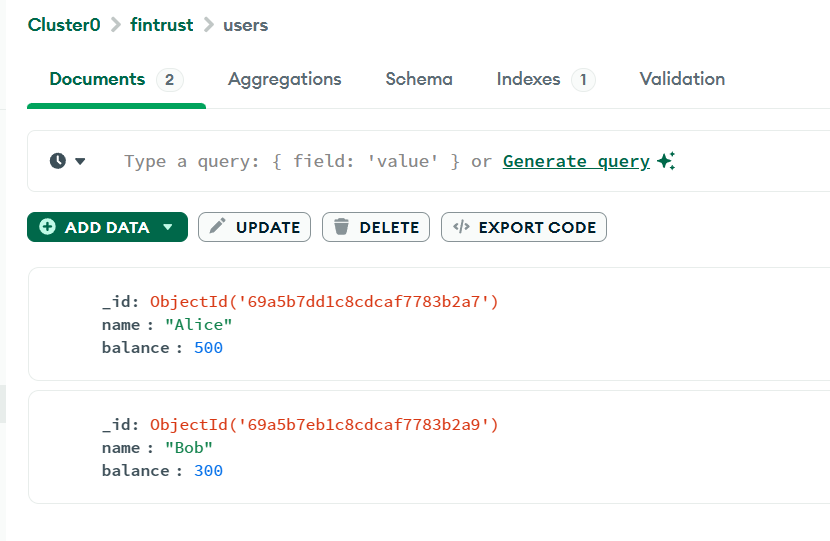 Cluster0 > fintrust > users
Documents 2 Aggregations Schema Indexes 1 Validation
Type a query: { field: 'value' } or Generate query
ADD DATA UPDATE DELETE EXPORT CODE
_id: ObjectId('69a5b7dd1c8cdcaf7783b2a7')
name : "Alice"
balance : 500
_id: ObjectId('69a5b7eb1c8cdcaf7783b2a9')
name : "Bob"
balance : 300